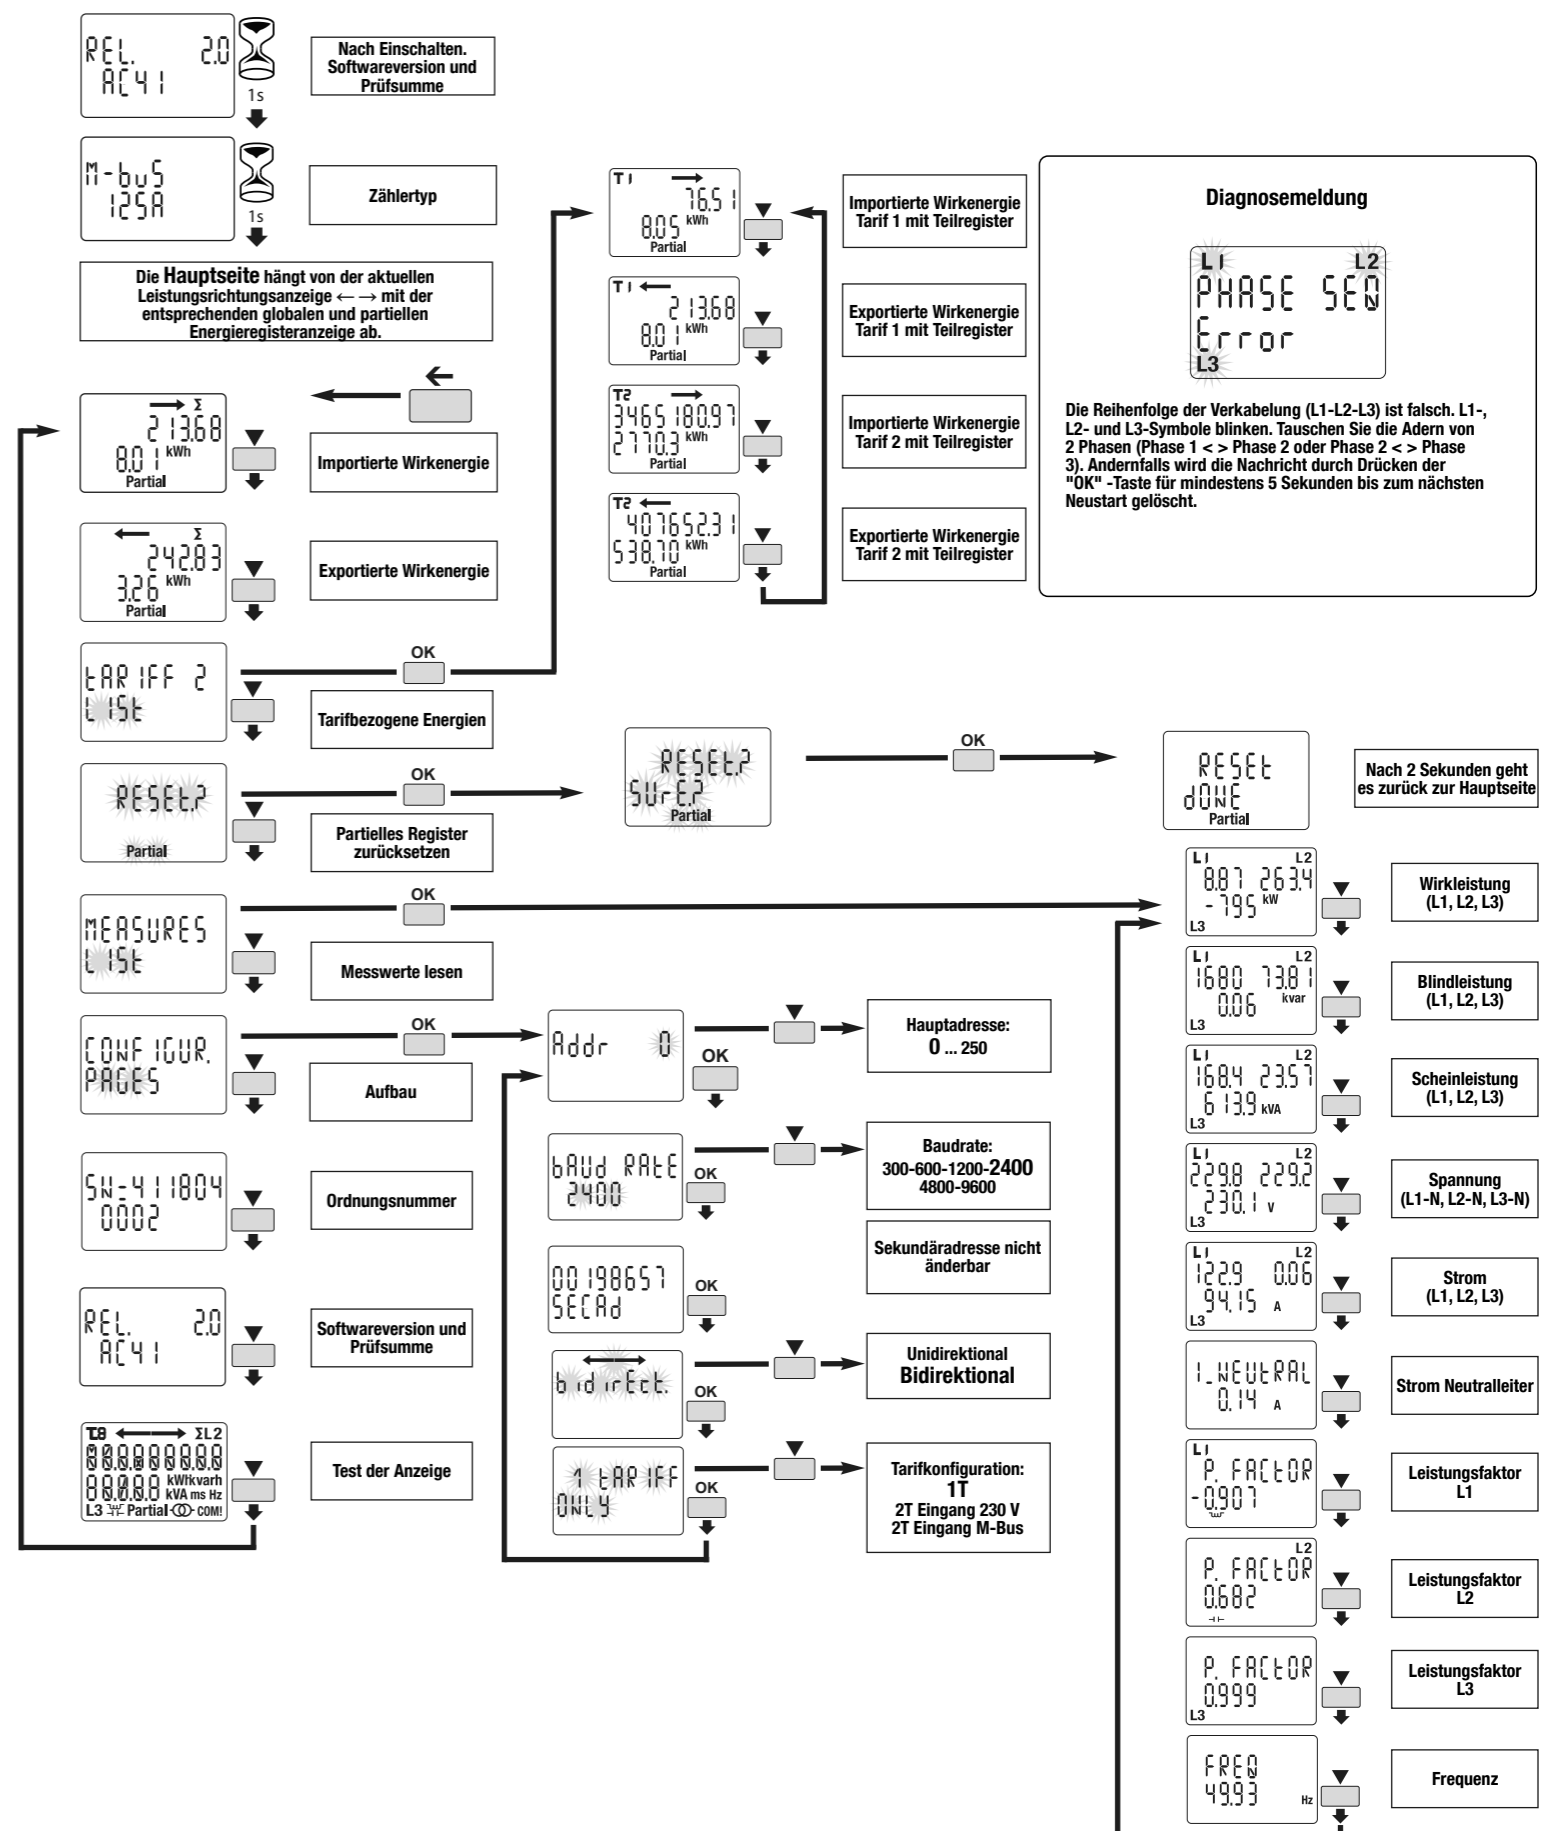 REL. 2.0
AC41
1s
Nach Einschalten.
Softwareversion und
Prüfsumme
M-buS
125A
1s
Zählertyp
Die Hauptseite hängt von der aktuellen
Leistungsrichtungsanzeige ← → mit der
entsprechenden globalen und partiellen
Energieregisteranzeige ab.
→ Σ
213.68
8.01 kWh
Partial
←
Importierte Wirkenergie
← Σ
242.83
3.26 kWh
Partial
Exportierte Wirkenergie
tARIFF 2
LISt
OK
Tarifbezogene Energien
RESEt.?
Partial
OK
Partielles Register
zurücksetzen
MEASURES
LISt
OK
Messwerte lesen
CONFIGUR.
PAGES
OK
Aufbau
SN=411804
0002
Ordnungsnummer
REL. 2.0
AC41
Softwareversion und
Prüfsumme
ΣL2
kWhkvarh
kVA ms Hz
L3 Partial COM!
Test der Anzeige
T1 →
76.51
8.05 kWh
Partial
Importierte Wirkenergie
Tarif 1 mit Teilregister
T1 ←
213.68
8.01 kWh
Partial
Exportierte Wirkenergie
Tarif 1 mit Teilregister
T2 →
3465180.97
2770.3 kWh
Partial
Importierte Wirkenergie
Tarif 2 mit Teilregister
T2 ←
407652.31
538.70 kWh
Partial
Exportierte Wirkenergie
Tarif 2 mit Teilregister
Diagnosemeldung
L1 L2
PHASE SEQ
Error
L3
Die Reihenfolge der Verkabelung (L1-L2-L3) ist falsch. L1-,
L2- und L3-Symbole blinken. Tauschen Sie die Adern von
2 Phasen (Phase 1 < > Phase 2 oder Phase 2 < > Phase
3). Andernfalls wird die Nachricht durch Drücken der
"OK" -Taste für mindestens 5 Sekunden bis zum nächsten
Neustart gelöscht.
RESEt.?
SUrE.?
Partial
OK
RESEt
dONE
Partial
Nach 2 Sekunden geht
es zurück zur Hauptseite
Addr 0
OK
Hauptadresse:
0 ... 250
bAUd RAtE
2400
OK
Baudrate:
300-600-1200-2400
4800-9600
00198657
SECAd
OK
Sekundäradresse nicht
änderbar
bidirEct.
OK
Unidirektional
Bidirektional
1 tARIFF
ONLY
OK
Tarifkonfiguration:
1T
2T Eingang 230 V
2T Eingang M-Bus
L1 L2
8.87 263.4
-795 kW
L3
Wirkleistung
(L1, L2, L3)
L1 L2
1680 73.81
0.06 kvar
L3
Blindleistung
(L1, L2, L3)
L1 L2
168.4 23.57
613.9 kVA
L3
Scheinleistung
(L1, L2, L3)
L1 L2
229.8 229.2
230.1 V
L3
Spannung
(L1-N, L2-N, L3-N)
L1 L2
122.9 0.06
94.15 A
L3
Strom
(L1, L2, L3)
I_NEUtRAL
0.14 A
Strom Neutralleiter
L1
P. FACtOR
-0.907
Leistungsfaktor
L1
L2
P. FACtOR
0.682
Leistungsfaktor
L2
P. FACtOR
0.999
L3
Leistungsfaktor
L3
FREQ
49.93 Hz
Frequenz